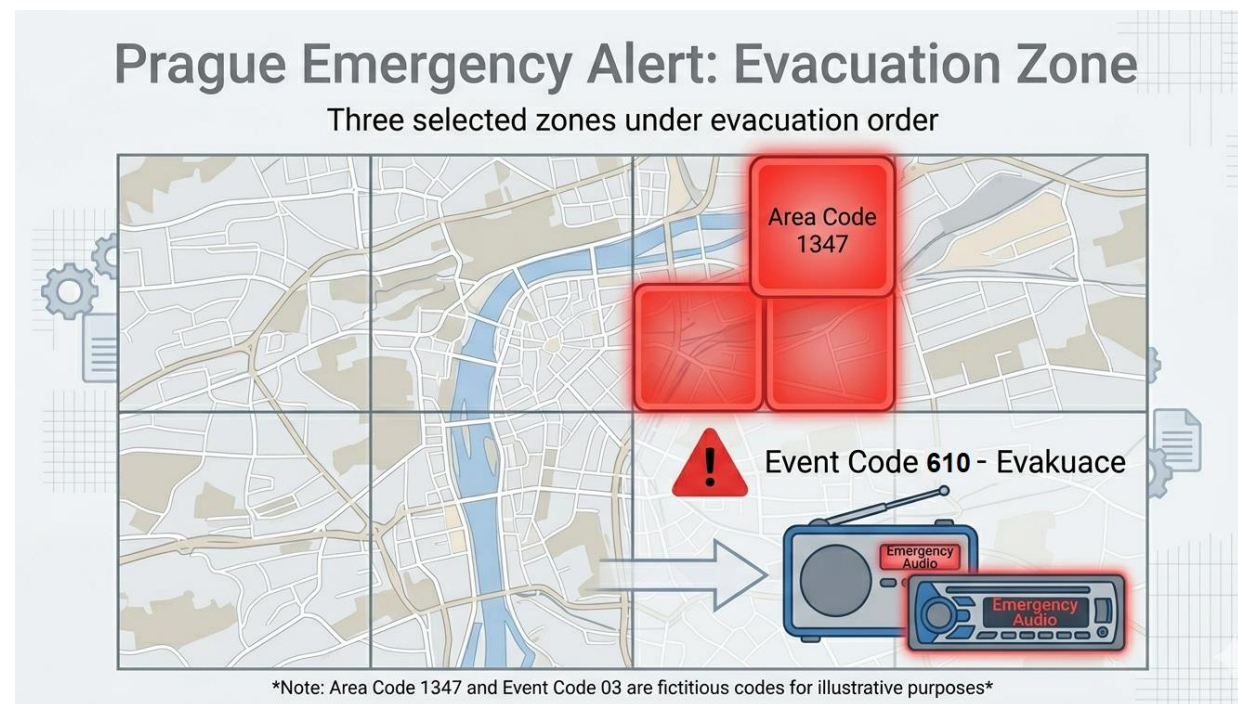 Prague Emergency Alert: Evacuation Zone
Three selected zones under evacuation order
Area Code
1347
Event Code 610 - Evakuace
Emergency
Audio
Emergency
Audio
*Note: Area Code 1347 and Event Code 03 are fictitious codes for illustrative purposes*